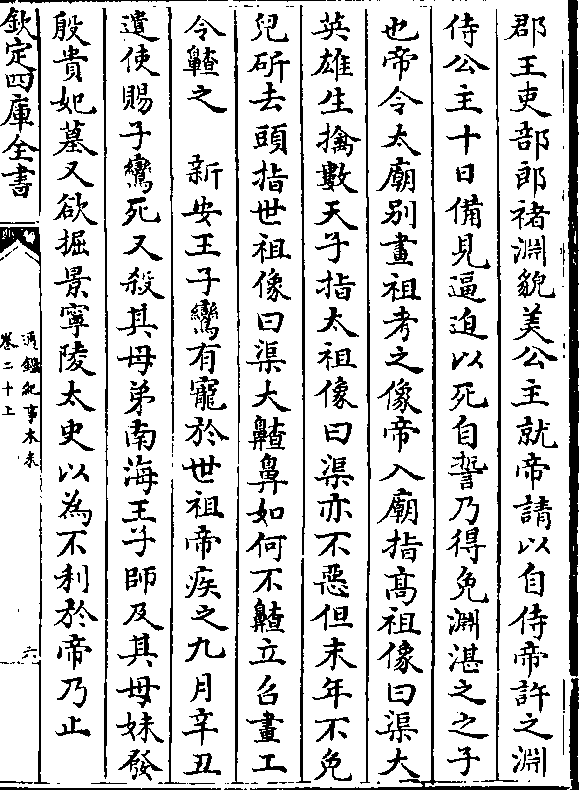 郡王吏部郎褚淵貌美公主就帝請以自侍帝許之淵
侍公主十日備見逼迫以死自誓乃得免淵湛之之子
也帝令太廟别畫祖考之像帝入廟指髙祖像曰渠大
英雄生擒數天子指太祖像曰渠亦不惡但末年不免
兒斫去頭指世祖像曰渠大齇鼻如何不齇立召畫工
令齇之　新安王子鸞有寵於世祖帝疾之九月辛丑
遣使賜子鸞死又殺其母弟南海王子師及其母妹發
殷貴妃墓又欲掘景寧陵太史以為不利於帝乃止
欽定四庫全書
通鑑紀事本末
卷二十上
六